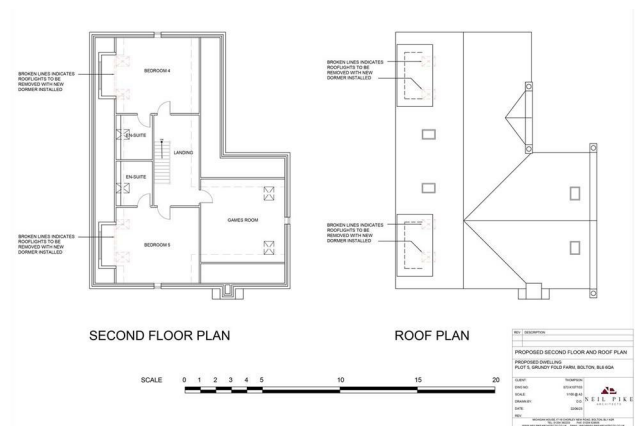 BROKEN LINES INDICATES
ROOFLIGHTS TO BE
REMOVED WITH NEW
DORMER INSTALLED
BEDROOM 4
EN-SUITE
LANDING
EN-SUITE
GAMES ROOM
BROKEN LINES INDICATES
ROOFLIGHTS TO BE
REMOVED WITH NEW
DORMER INSTALLED
BEDROOM 5
BROKEN LINES INDICATES
ROOFLIGHTS TO BE
REMOVED WITH NEW
DORMER INSTALLED
BROKEN LINES INDICATES
ROOFLIGHTS TO BE
REMOVED WITH NEW
DORMER INSTALLED
SECOND FLOOR PLAN
ROOF PLAN
SCALE 0 1 2 3 4 5 10 15 20
REV DESCRIPTION
PROPOSED SECOND FLOOR AND ROOF PLAN
PROPOSED DWELLING
PLOT 5, GRUNDY FOLD FARM, BOLTON, BL6 6QA
CLIENT THOMPSON
DWG NO.
SCALE
DRAWN BY
DATE
REV
NEIL PIKE
ARCHITECTS